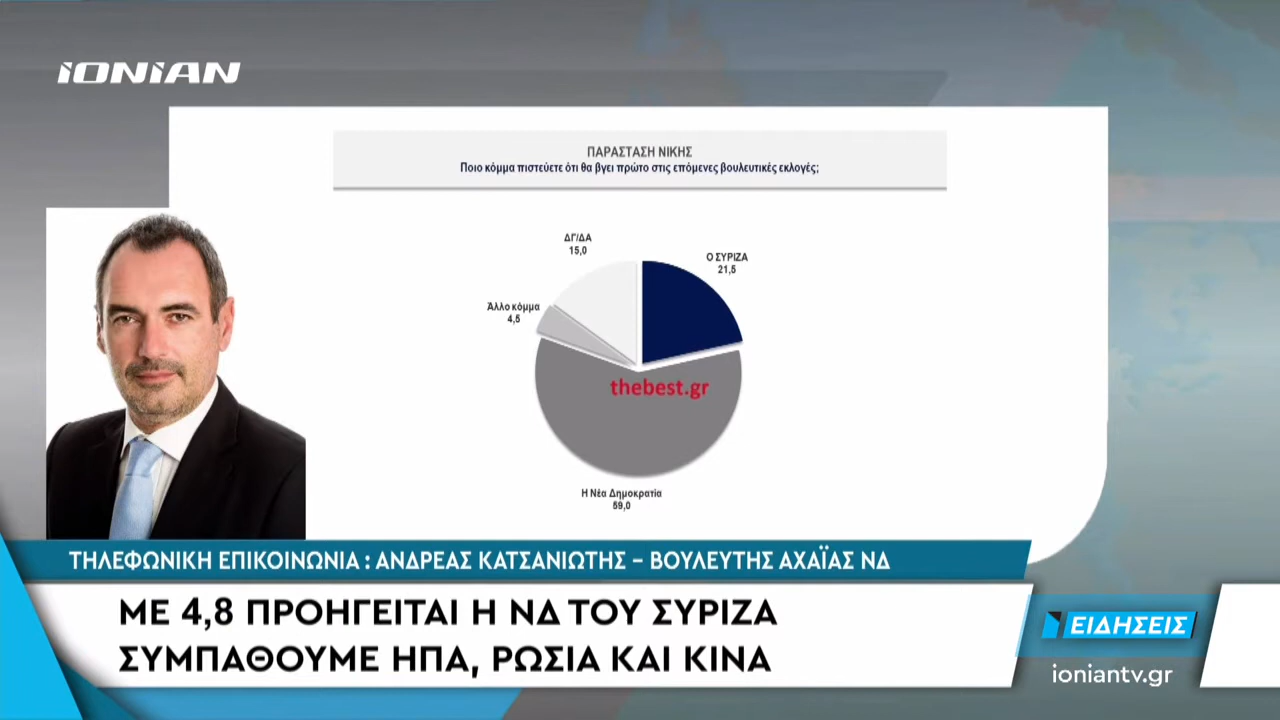 iONiAN
ΠΑΡΑΣΤΑΣΗ ΝΙΚΗΣ
Ποιο κόμμα πιστεύετε ότι θα βγει πρώτο στις επόμενες βουλευτικές εκλογές;
ΔΓ/ΔΑ
15,0
Ο ΣΥΡΙΖΑ
21,5
Άλλο κόμμα
4,5
thebest.gr
Η Νέα Δημοκρατία
59,0
ΤΗΛΕΦΩΝΙΚΗ ΕΠΙΚΟΙΝΩΝΙΑ : ΑΝΔΡΕΑΣ ΚΑΤΣΑΝΙΩΤΗΣ – ΒΟΥΛΕΥΤΗΣ ΑΧΑΪΑΣ ΝΔ
ΜΕ 4,8 ΠΡΟΗΓΕΙΤΑΙ Η ΝΔ ΤΟΥ ΣΥΡΙΖΑ
ΣΥΜΠΑΘΟΥΜΕ ΗΠΑ, ΡΩΣΙΑ ΚΑΙ ΚΙΝΑ
ΕΙΔΗΣΕΙΣ
ioniantv.gr